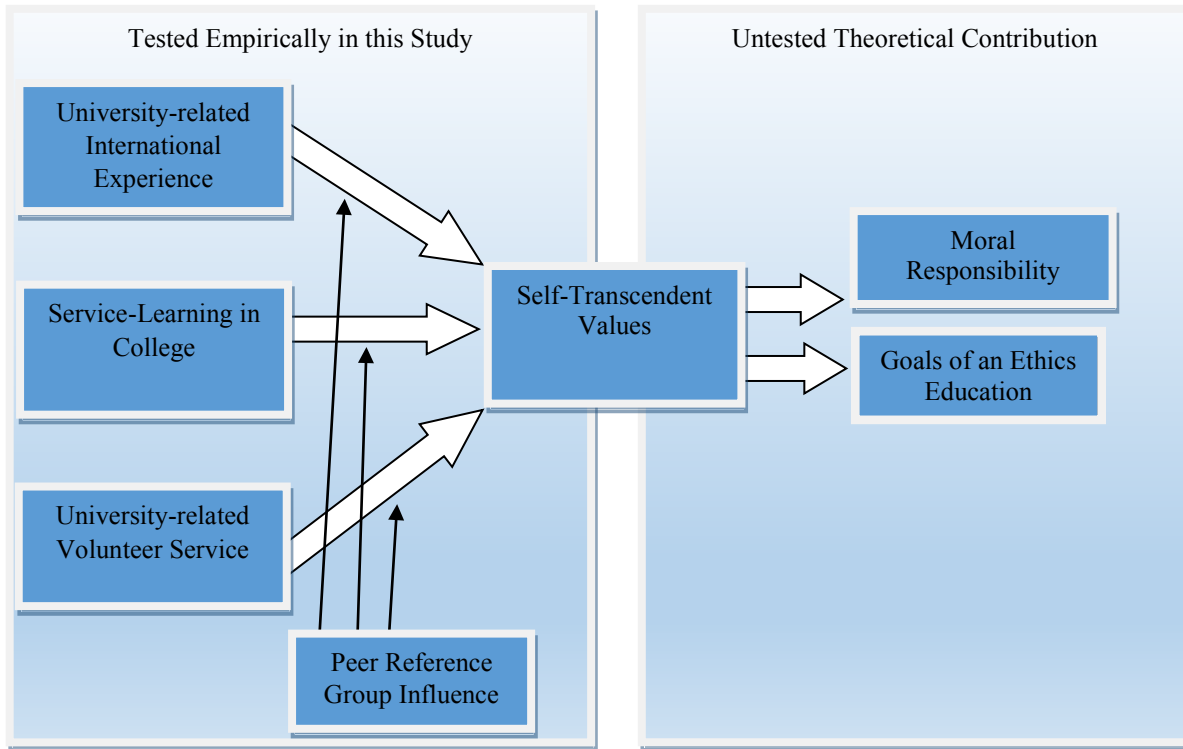 Tested Empirically in this Study
University-related
International
Experience
Service-Learning in
College
University-related
Volunteer Service
Peer Reference
Group Influence
Self-Transcendent
Values
Untested Theoretical Contribution
Moral
Responsibility
Goals of an Ethics
Education